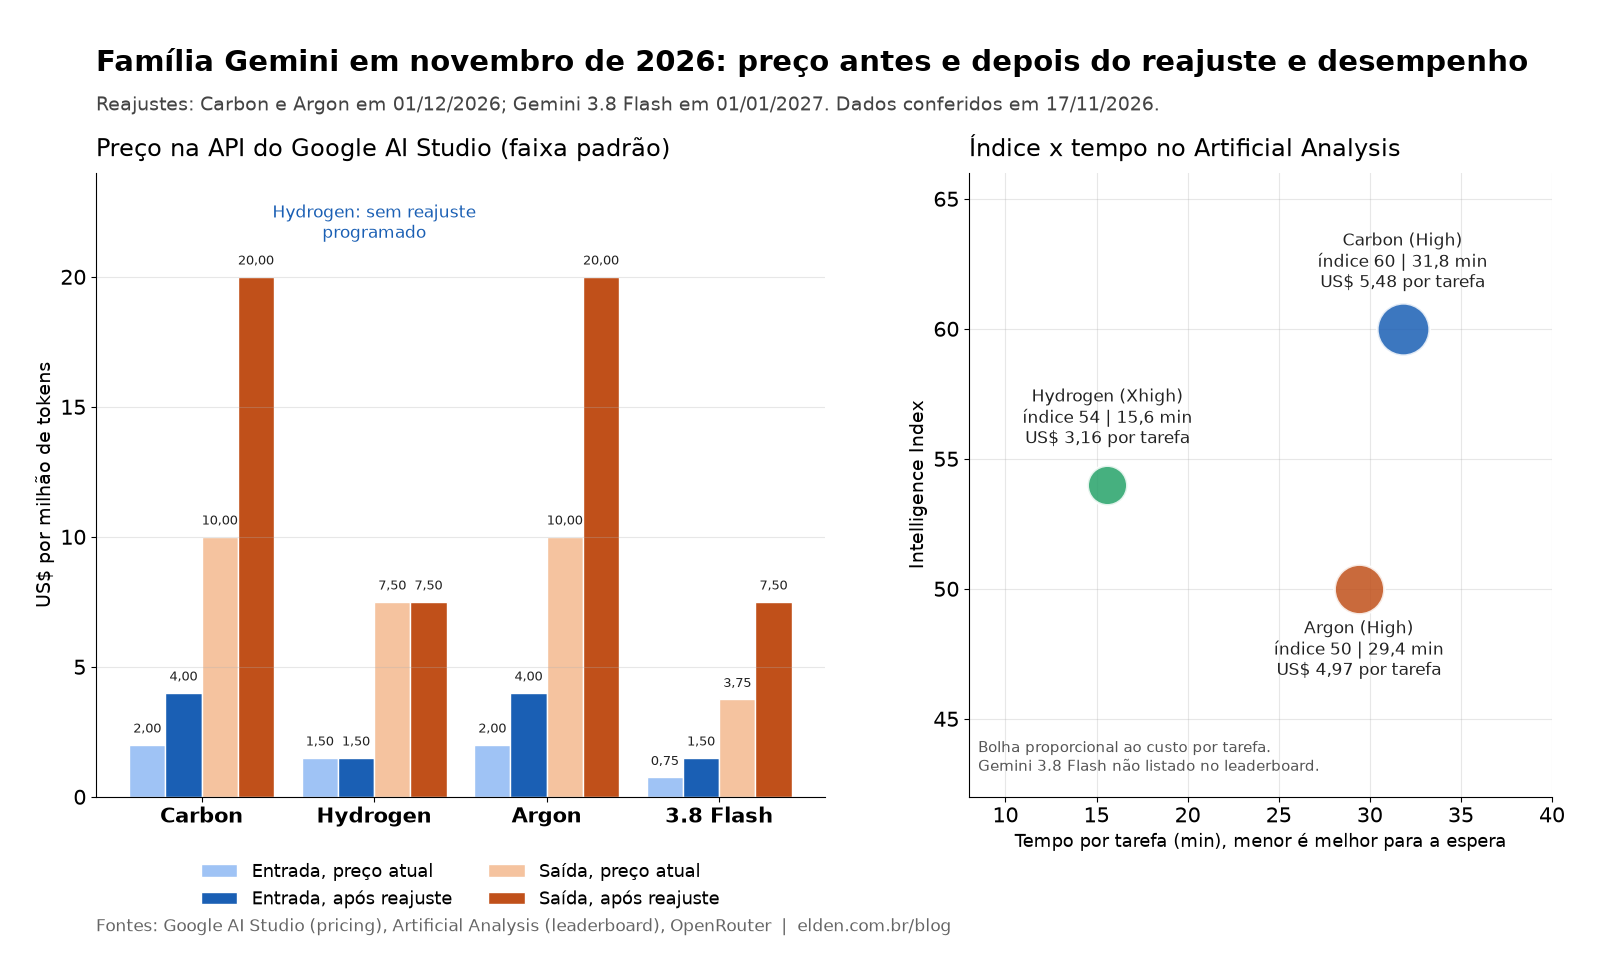 Família Gemini em novembro de 2026: preço antes e depois do reajuste e desempenho
Reajustes: Carbon e Argon em 01/12/2026; Gemini 3.8 Flash em 01/01/2027. Dados conferidos em 17/11/2026.
Preço na API do Google AI Studio (faixa padrão)
Hydrogen: sem reajuste
programado
US$ por milhão de tokens
20
15
10
5
0
2,00
4,00
10,00
20,00
1,50
1,50
7,50
7,50
2,00
4,00
10,00
20,00
0,75
1,50
3,75
7,50
Carbon
Hydrogen
Argon
3.8 Flash
Entrada, preço atual
Entrada, após reajuste
Saída, preço atual
Saída, após reajuste
Índice x tempo no Artificial Analysis
Intelligence Index
65
60
55
50
45
Carbon (High)
índice 60 | 31,8 min
US$ 5,48 por tarefa
Hydrogen (Xhigh)
índice 54 | 15,6 min
US$ 3,16 por tarefa
Argon (High)
índice 50 | 29,4 min
US$ 4,97 por tarefa
Bolha proporcional ao custo por tarefa.
Gemini 3.8 Flash não listado no leaderboard.
10
15
20
25
30
35
40
Tempo por tarefa (min), menor é melhor para a espera
Fontes: Google AI Studio (pricing), Artificial Analysis (leaderboard), OpenRouter | elden.com.br/blog